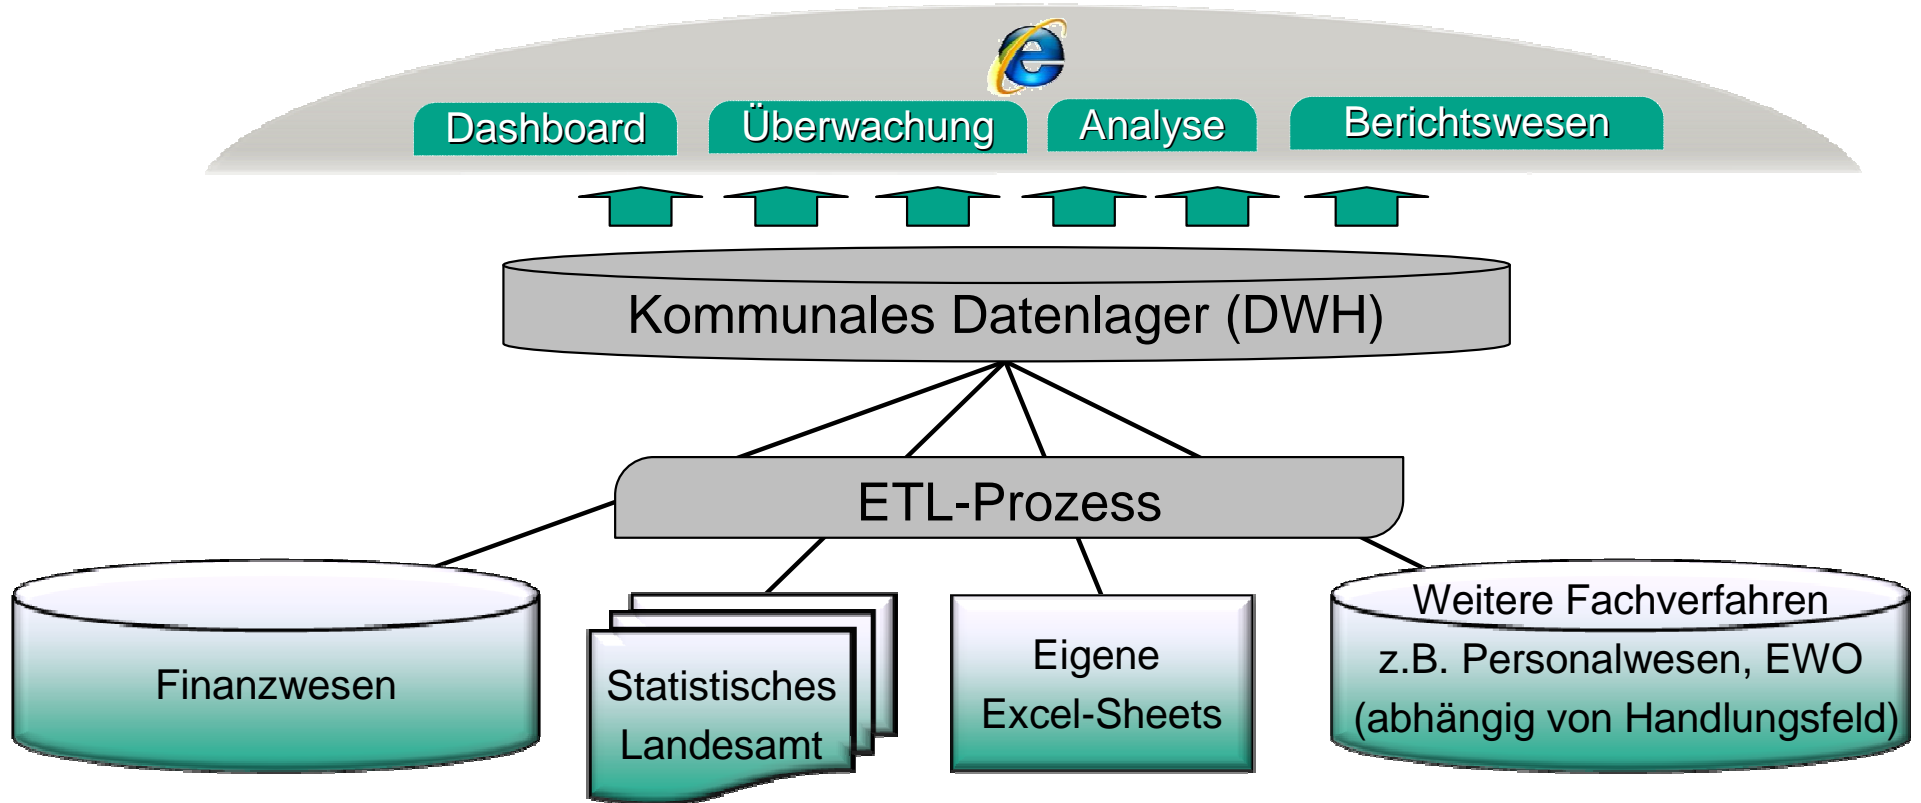 Dashboard
Überwachung
Analyse
Berichtswesen
Kommunales Datenlager (DWH)
ETL-Prozess
Finanzwesen
Statistisches
Landesamt
Eigene
Excel-Sheets
Weitere Fachverfahren
z.B. Personalwesen, EWO
(abhängig von Handlungsfeld)